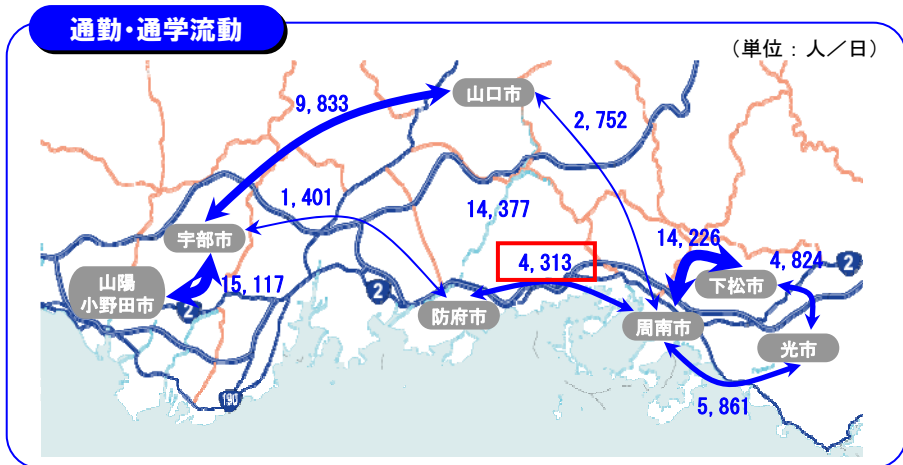 通勤・通学流動
（単位：人／日）
山口市
9,833
2,752
1,401
14,377
宇部市
14,226
4,313
4,824
2
山陽
小野田市
15,117
2
2
下松市
防府市
周南市
光市
190
5,861